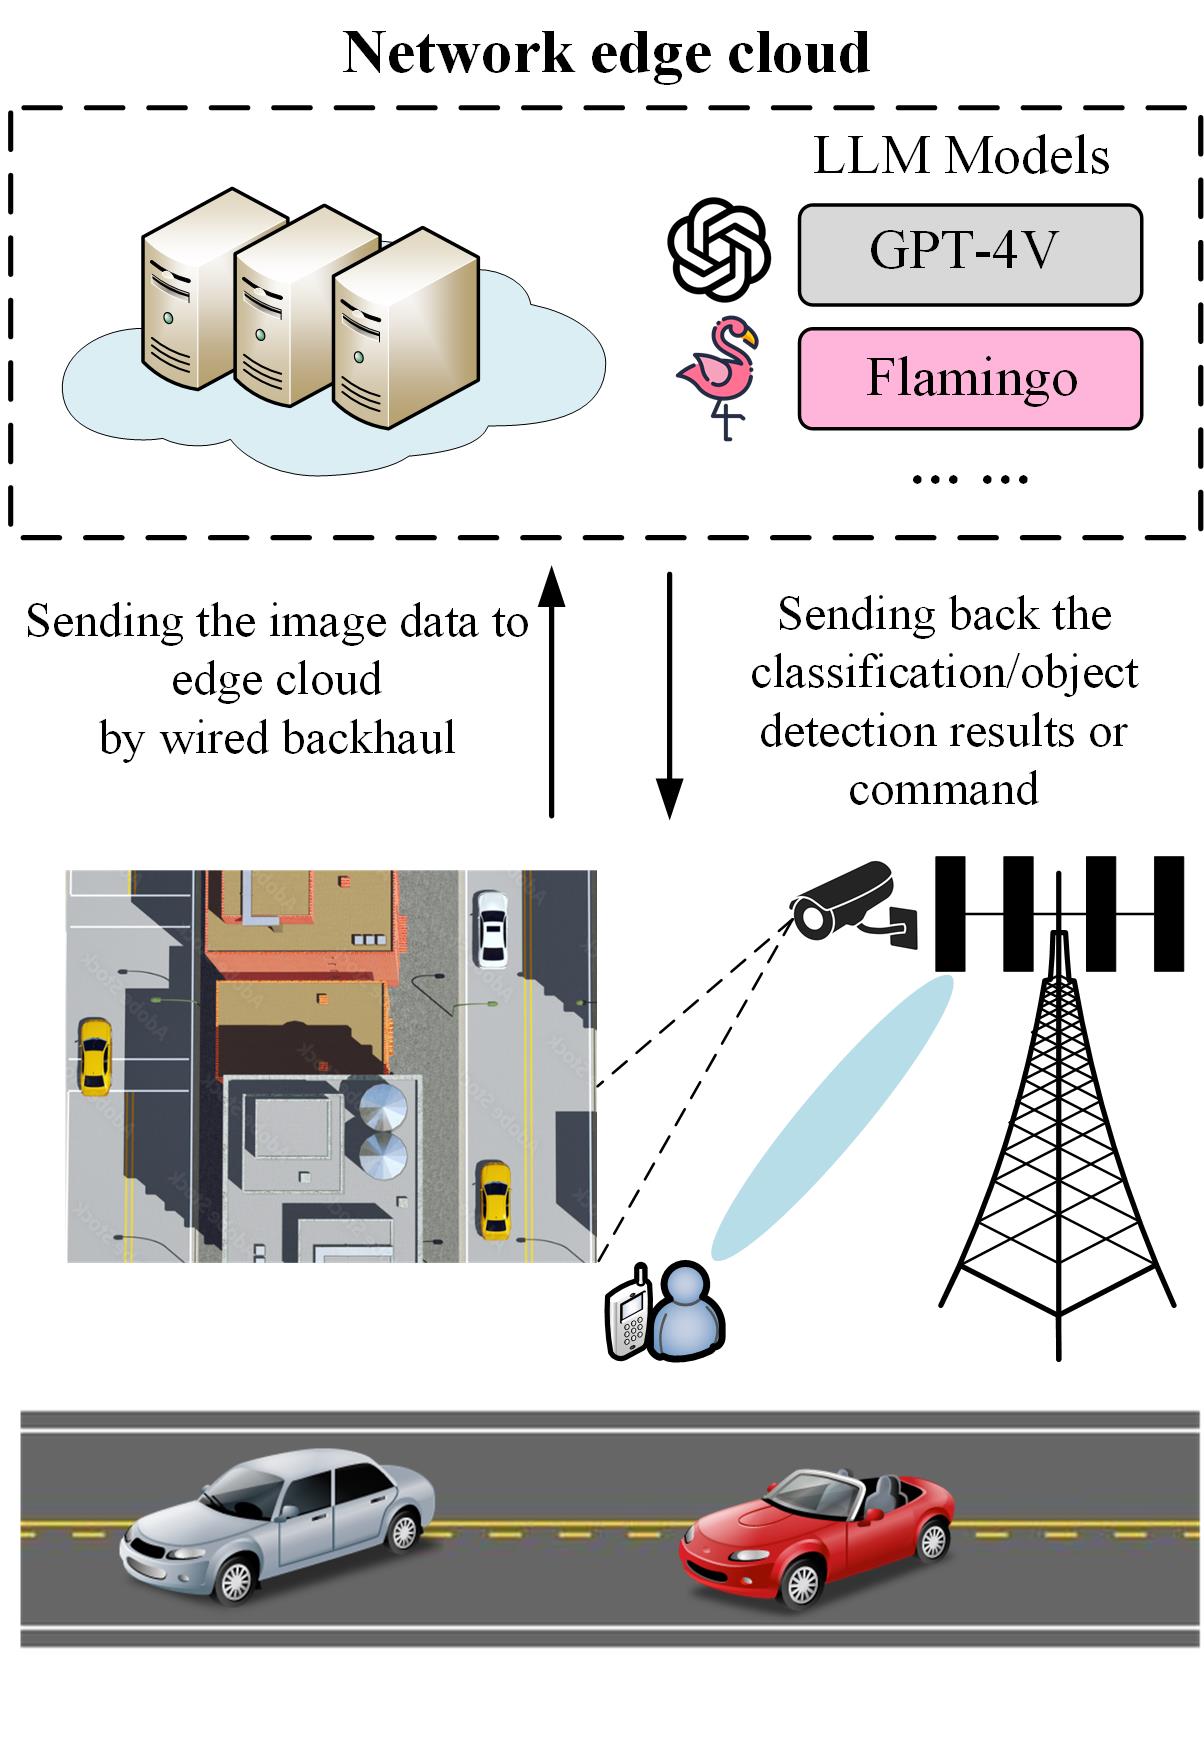 Network edge cloud
LLM Models
GPT-4V
Flamingo
... ...
Sending the image data to
edge cloud
by wired backhaul
Sending back the
classification/object
detection results or
command